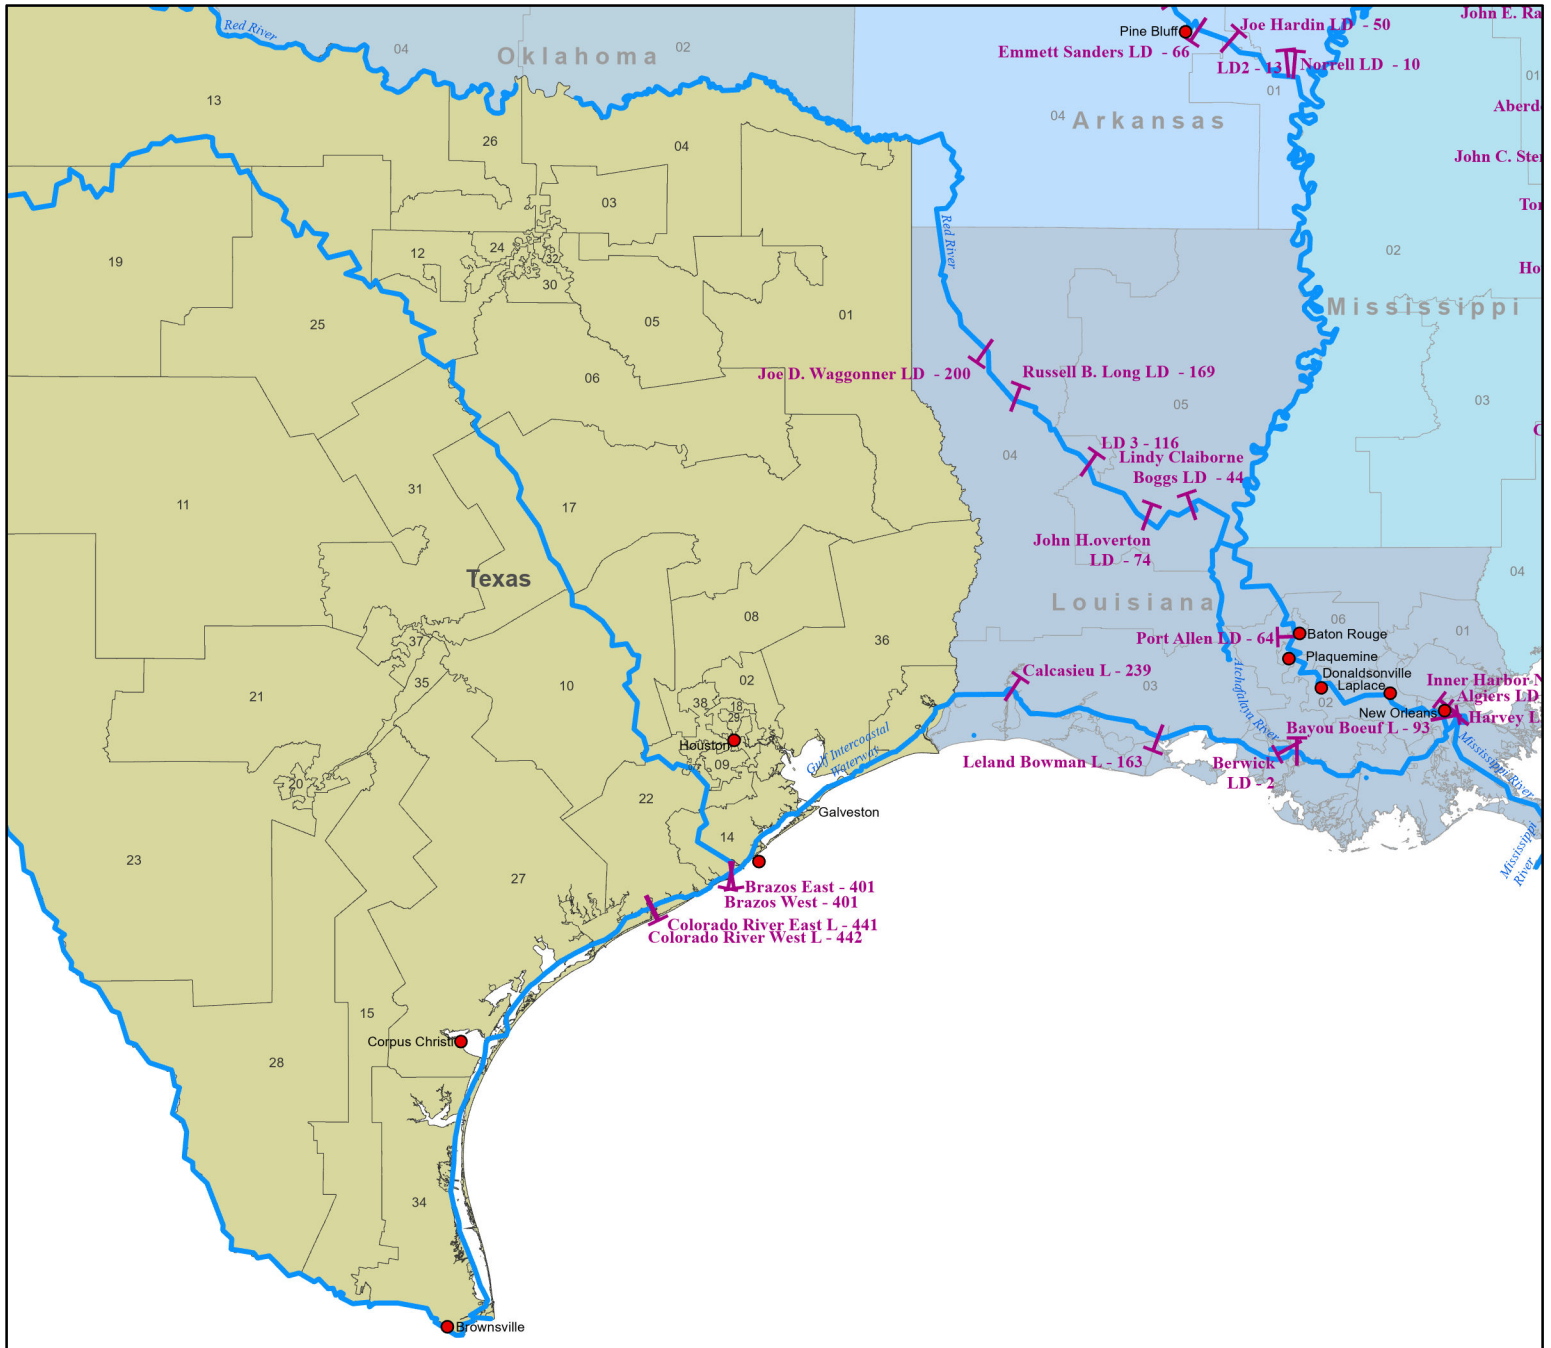 Red River
04
Oklahoma
02
Pine Bluff
Emmett Sanders LD - 66
Joe Hardin LD - 50
LD2 - 13
Norrell LD - 10
01
04
Arkansas
John E. Ra
01
Aberd
John C. Ste
To
Ho
02
Mississippi
03
C
04
13
26
04
03
19
12
24
32
33
30
25
05
01
06
Red River
Joe D. Waggonner LD - 200
Russell B. Long LD - 169
05
04
LD 3 - 116
Lindy Claiborne
Boggs LD - 44
John H.overton
LD - 74
11
31
17
Texas
Louisiana
08
36
06
01
Port Allen LD - 64
Baton Rouge
Plaquemine
Donaldsonville
Laplace
02
New Orleans
Inner Harbor N
Algiers LD
Harvey L
37
35
21
10
02
38
18
29
Houston
09
20
Calcasieu L - 239
03
Atchafalaya River
Bayou Boeuf L - 93
Leland Bowman L - 163
Berwick
LD - 2
Mississippi River
Mississippi
River
Gulf Intercoastal
Waterway
22
14
Galveston
23
27
Brazos East - 401
Brazos West - 401
Colorado River East L - 441
Colorado River West L - 442
15
Corpus Christi
28
34
Brownsville